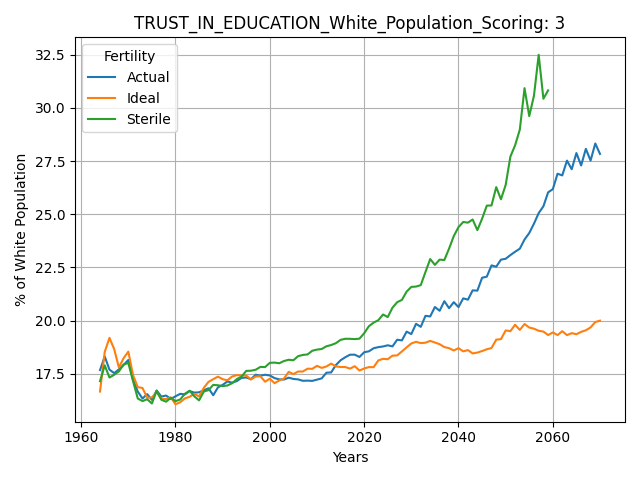 TRUST_IN_EDUCATION_White_Population_Scoring: 3
Fertility
Actual
Ideal
Sterile
% of White Population
32.5
30.0
27.5
25.0
22.5
20.0
17.5
1960
1980
2000
2020
2040
2060
Years